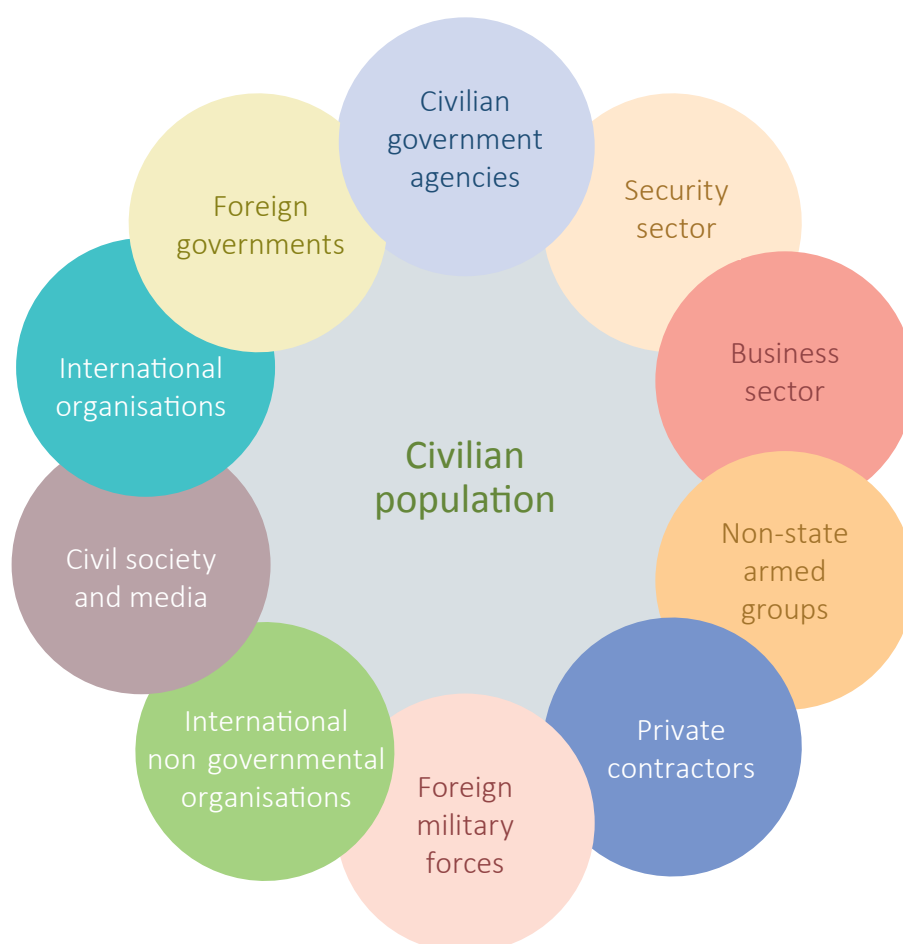 Civilian
government
agencies
Security
sector
Business
sector
Non-state
armed
groups
Private
contractors
Foreign
military
forces
International
non governmental
organisations
Civil society
and media
International
organisations
Foreign
governments
Civilian
population